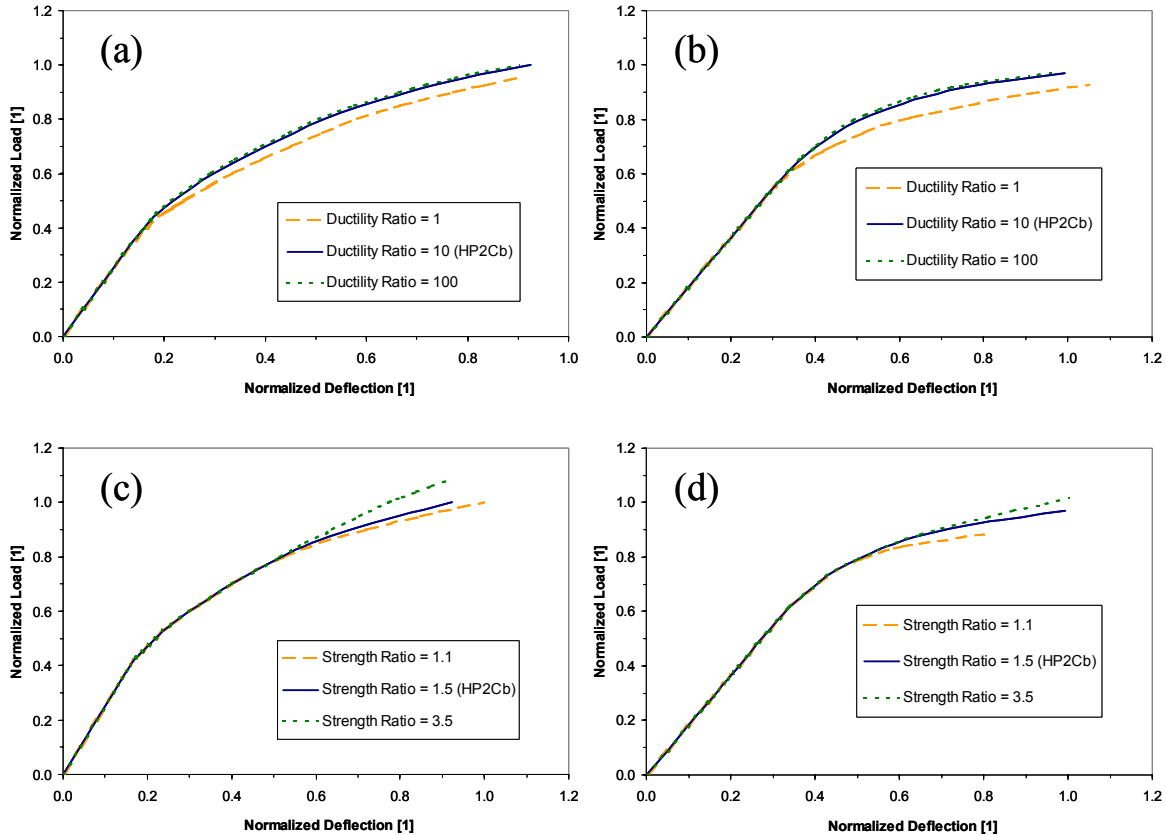 (a)
1.2
1.0
0.8
0.6
0.4
0.2
0.0
Normalized Load [1]
Ductility Ratio = 1
Ductility Ratio = 10 (HP2Cb)
Ductility Ratio = 100
0.0 0.2 0.4 0.6 0.8 1.0
Normalized Deflection [1]
(b)
1.2
1.0
0.8
0.6
0.4
0.2
0.0
Normalized Load [1]
Ductility Ratio = 1
Ductility Ratio = 10 (HP2Cb)
Ductility Ratio = 100
0.0 0.2 0.4 0.6 0.8 1.0 1.2
Normalized Deflection [1]
(c)
1.2
1.0
0.8
0.6
0.4
0.2
0.0
Normalized Load [1]
Strength Ratio = 1.1
Strength Ratio = 1.5 (HP2Cb)
Strength Ratio = 3.5
0.0 0.2 0.4 0.6 0.8 1.0 1.2
Normalized Deflection [1]
(d)
1.2
1.0
0.8
0.6
0.4
0.2
0.0
Normalized Load [1]
Strength Ratio = 1.1
Strength Ratio = 1.5 (HP2Cb)
Strength Ratio = 3.5
0.0 0.2 0.4 0.6 0.8 1.0 1.2
Normalized Deflection [1]